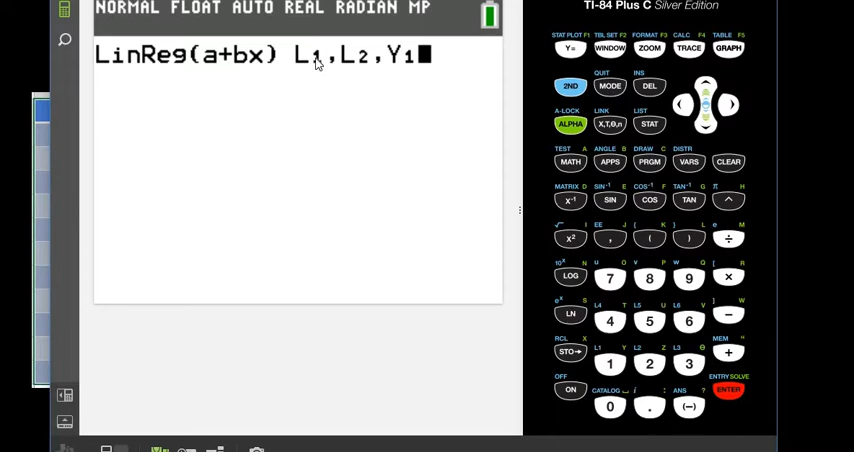 NORMAL FLOAT AUTO REAL RADIAN MP
LinReg(a+bx) L₁,L₂,Y₁
TI-84 Plus C Silver Edition
STAT PLOT F1 TBL SET F2 FORMAT F3 CALC F4 TABLE F5
Y= WINDOW ZOOM TRACE GRAPH
QUIT INS
2ND MODE DEL
A-LOCK LINK LIST
ALPHA X,T,Θ,n STAT
TEST A ANGLE B DRAW C DISTR
MATH APPS PRGM VARS CLEAR
MATRIX D SIN⁻¹ E COS⁻¹ F TAN⁻¹ G π H
X⁻¹ SIN COS TAN ^
√ I EE J { K } L e M
X² , ( ) ÷
10ˣ N u O v P w Q [ R
LOG 7 8 9 ×
eˣ S L4 T L5 U L6 V ] W
LN 4 5 6 −
RCL X L1 Y L2 Z L3 Θ MEM "
STO→ 1 2 3 +
OFF CATALOG ⎵ i : ANS ? ENTRY SOLVE
ON 0 . (−) ENTER